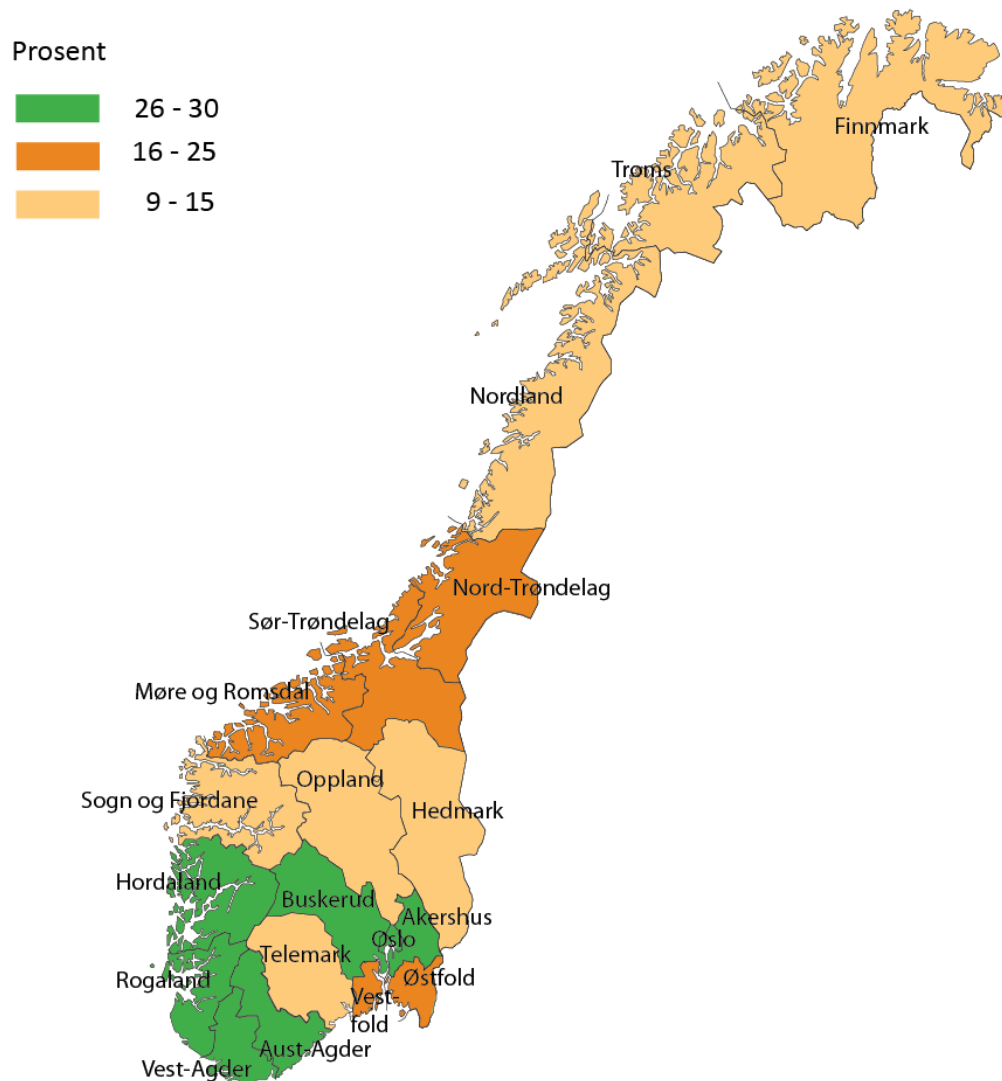 Prosent
26 - 30
16 - 25
9 - 15
Finnmark
Troms
Nordland
Nord-Trøndelag
Sør-Trøndelag
Møre og Romsdal
Oppland
Sogn og Fjordane
Hedmark
Hordaland
Buskerud
Akershus
Oslo
Telemark
Rogaland
Østfold
Vest-
fold
Aust-Agder
Vest-Agder